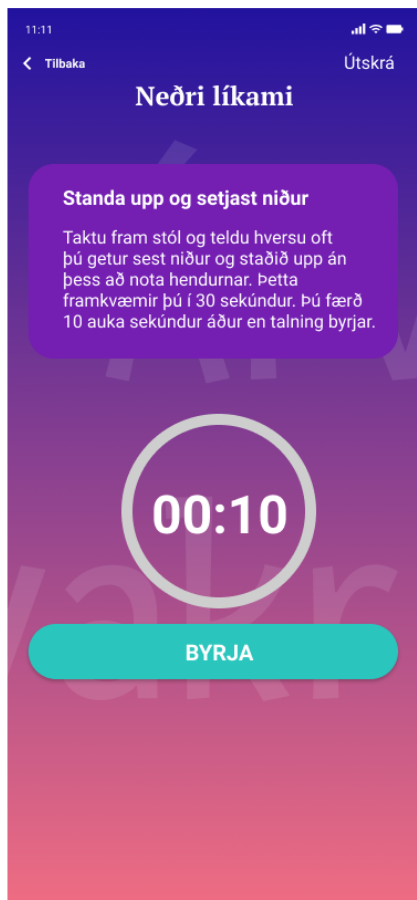 11:11
Tilbaka
Útskrá
Neðri líkami
Standa upp og setjast niður
Taktu fram stól og teldu hversu oft
þú getur sest niður og staðið upp án
þess að nota hendurnar. Þetta
framkvæmir þú í 30 sekúndur. Þú færð
10 auka sekúndur áður en talning byrjar.
00:10
BYRJA